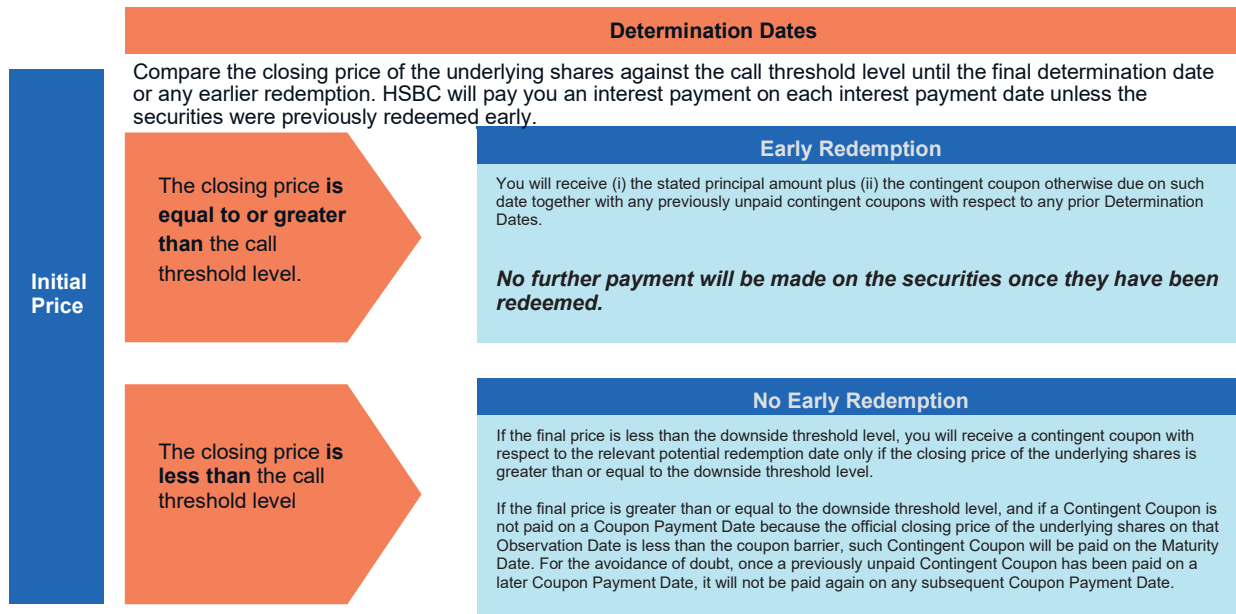 Determination Dates
Compare the closing price of the underlying shares against the call threshold level until the final determination date
or any earlier redemption. HSBC will pay you an interest payment on each interest payment date unless the
securities were previously redeemed early.
Initial
Price
The closing price is
equal to or greater
than the call
threshold level.
Early Redemption
You will receive (i) the stated principal amount plus (ii) the contingent coupon otherwise due on such
date together with any previously unpaid contingent coupons with respect to any prior Determination
Dates.
No further payment will be made on the securities once they have been
redeemed.
The closing price is
less than the call
threshold level
No Early Redemption
If the final price is less than the downside threshold level, you will receive a contingent coupon with
respect to the relevant potential redemption date only if the closing price of the underlying shares is
greater than or equal to the downside threshold level.
If the final price is greater than or equal to the downside threshold level, and if a Contingent Coupon is
not paid on a Coupon Payment Date because the official closing price of the underlying shares on that
Observation Date is less than the coupon barrier, such Contingent Coupon will be paid on the Maturity
Date. For the avoidance of doubt, once a previously unpaid Contingent Coupon has been paid on a
later Coupon Payment Date, it will not be paid again on any subsequent Coupon Payment Date.